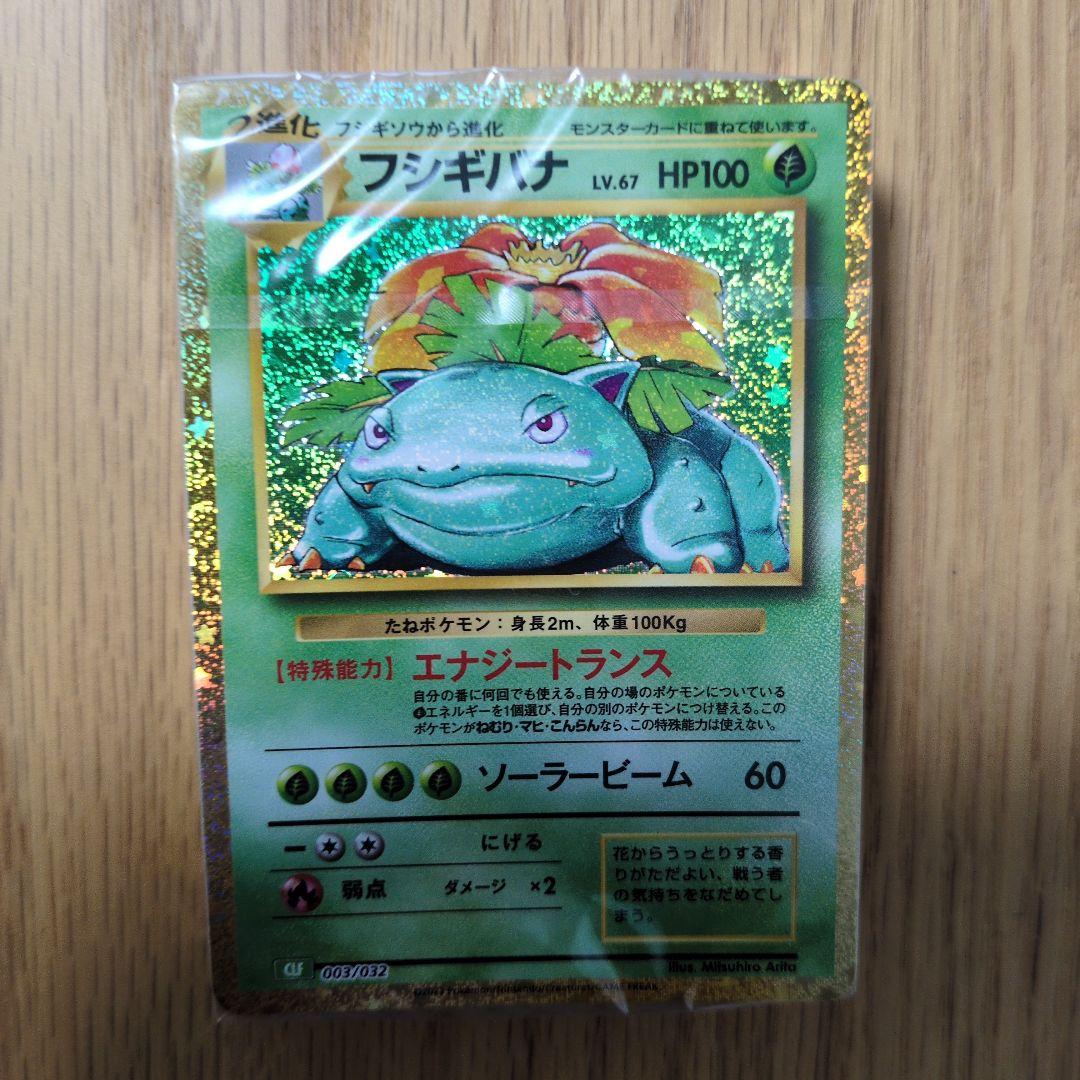 進化
フシギソウから進化
モンスターカードに重ねて使います。
フシギバナ LV.67 HP100
たねポケモン：身長2m、体重100Kg
【特殊能力】 エナジートランス
自分の番に何回でも使える。自分の場のポケモンについている
エネルギーを1個選び、自分の別のポケモンにつけ替える。この
ポケモンがねむり・マヒ・こんらんなら、この特殊能力は使えない。
ソーラービーム 60
ー にげる
弱点 ダメージ ×2
花からうっとりする香
りがただよい、戦う者
の気持ちをなだめてし
まう。
CLF 003/032
Illus. Mitsuhiro Arita
©2023 Pokémon/Nintendo/Creatures/GAME FREAK